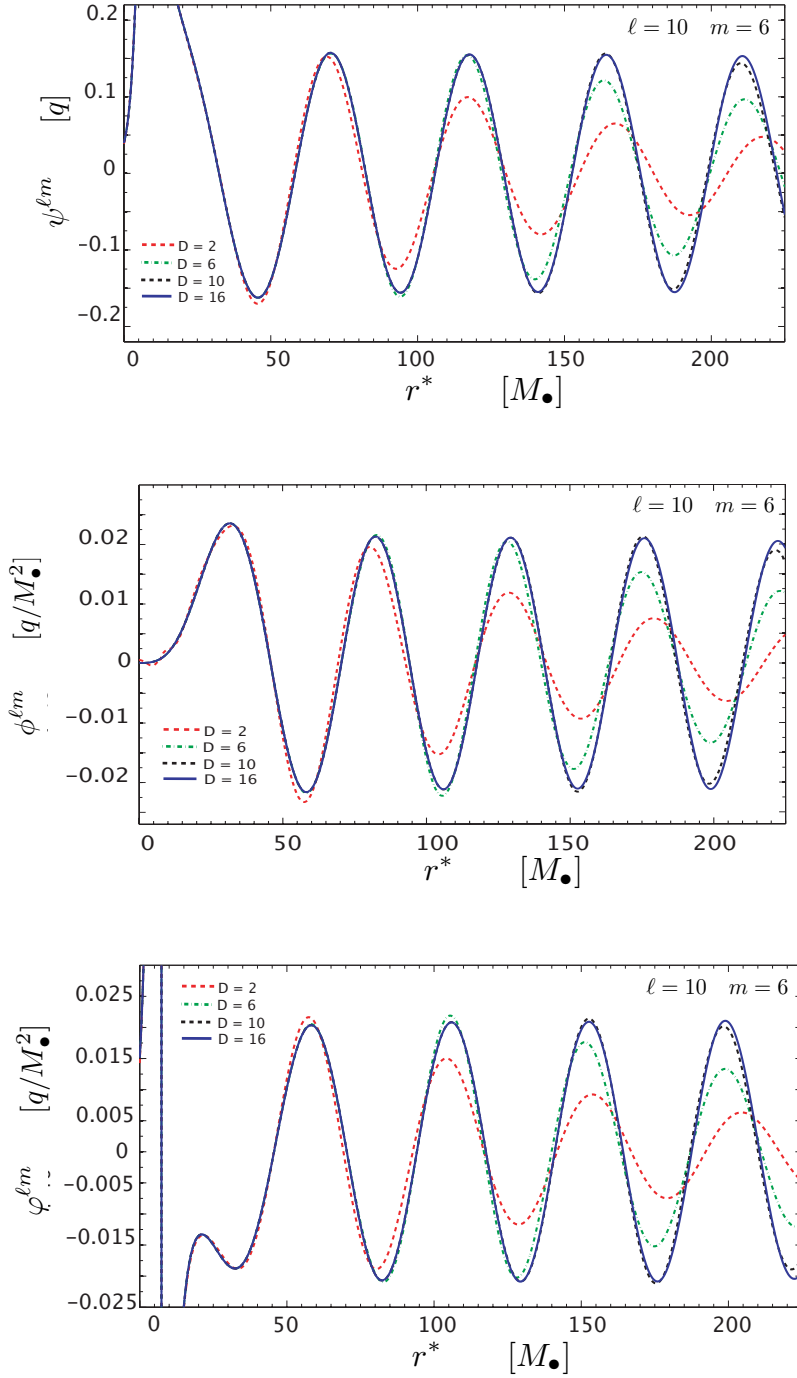 ℓ = 10 m = 6
ψ^{ℓm} [q]
0.2
0.1
0
−0.1
−0.2
D = 2
D = 6
D = 10
D = 16
0 50 100 150 200
r* [M●]
ℓ = 10 m = 6
ϕ^{ℓm} [q/M●²]
0.02
0.01
0
−0.01
−0.02
D = 2
D = 6
D = 10
D = 16
0 50 100 150 200
r* [M●]
ℓ = 10 m = 6
φ^{ℓm} [q/M●²]
0.025
0.015
0.005
0
−0.005
−0.015
−0.025
D = 2
D = 6
D = 10
D = 16
0 50 100 150 200
r* [M●]